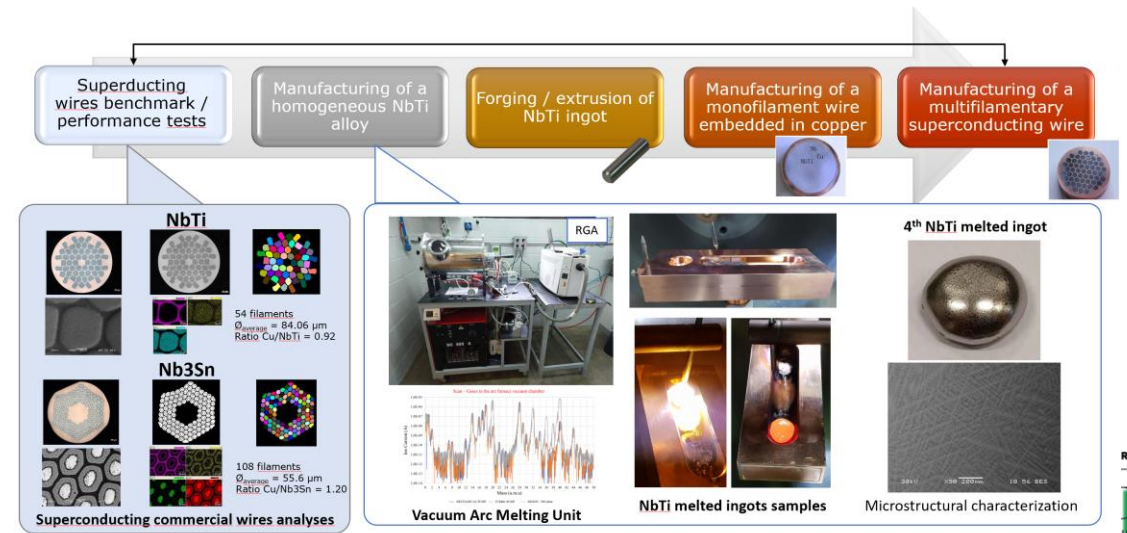 Superducting
wires benchmark /
performance tests
Manufacturing of a
homogeneous NbTi
alloy
Forging / extrusion of
NbTi ingot
Manufacturing of a
monofilament wire
embedded in copper
Manufacturing of a
multifilamentary
superconducting wire
NbTi
54 filaments
Øaverage = 84.06 µm
Ratio Cu/NbTi = 0.92
Nb3Sn
108 filaments
Øaverage = 55.6 µm
Ratio Cu/Nb3Sn = 1.20
Superconducting commercial wires analyses
RGA
Vacuum Arc Melting Unit
NbTi melted ingots samples
4th NbTi melted ingot
Microstructural characterization